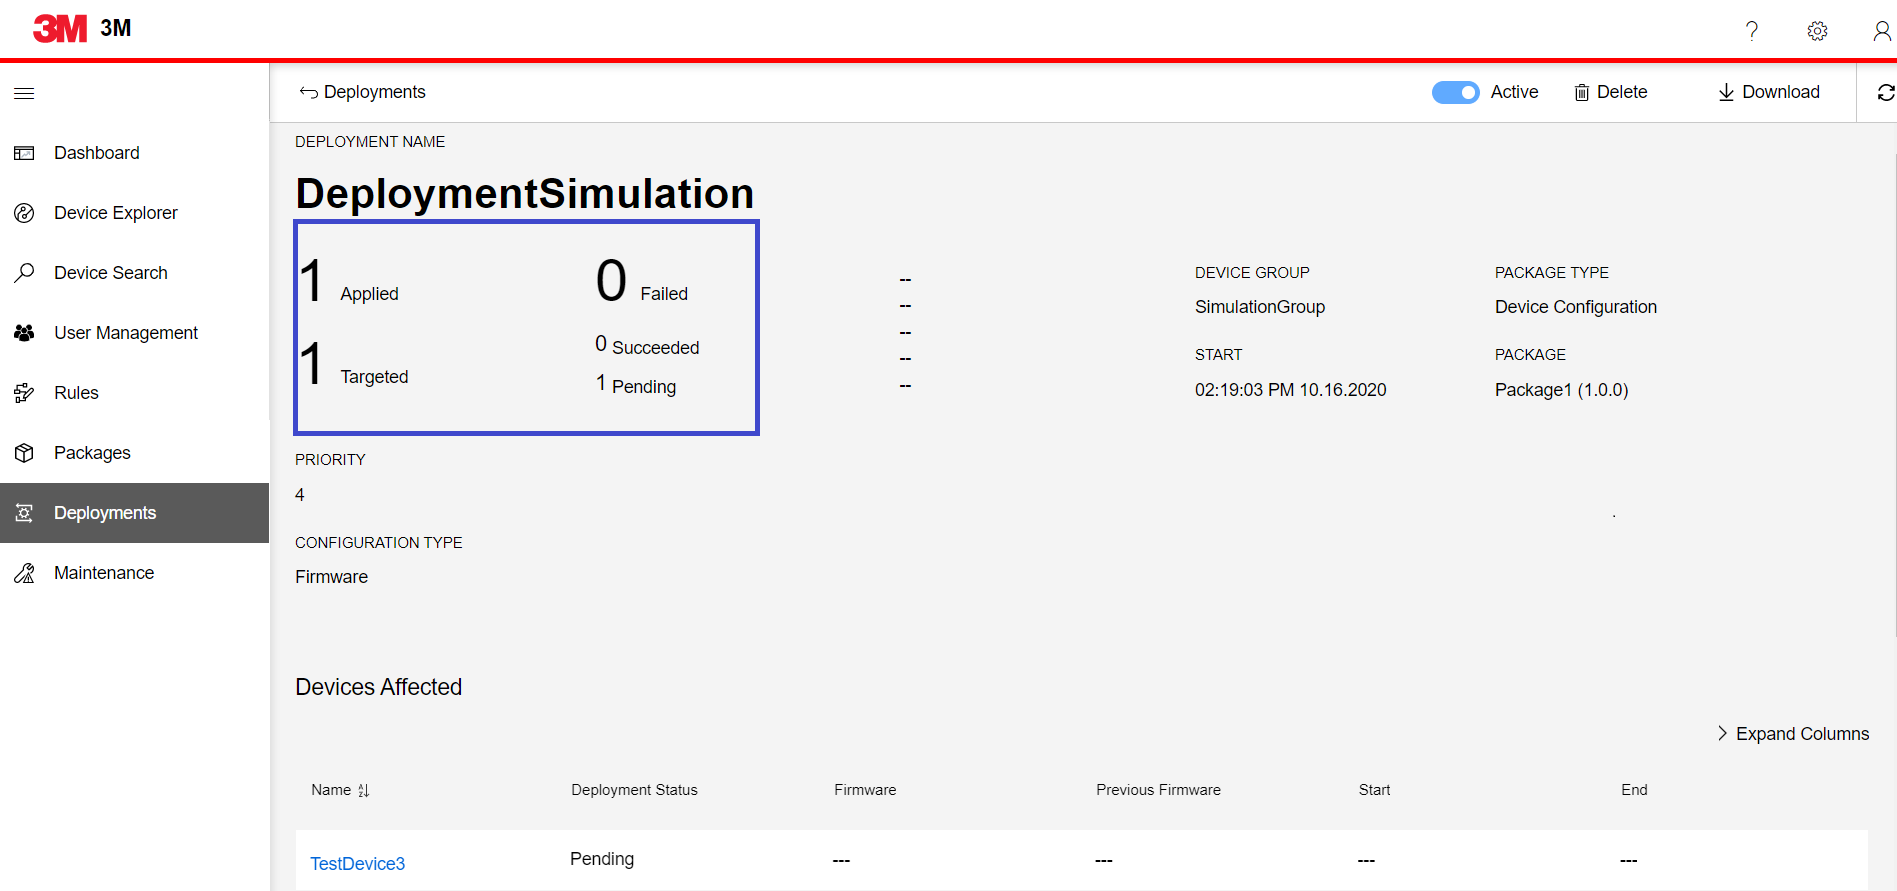 3M 3M
Deployments Active Delete Download
DEPLOYMENT NAME
Dashboard
DeploymentSimulation
Device Explorer
Device Search
User Management
Rules
Packages
Deployments
Maintenance
1 Applied
0 Failed
1 Targeted
0 Succeeded
1 Pending
--
--
--
--
--
DEVICE GROUP
SimulationGroup
START
02:19:03 PM 10.16.2020
PACKAGE TYPE
Device Configuration
PACKAGE
Package1 (1.0.0)
PRIORITY
4
.
CONFIGURATION TYPE
Firmware
Devices Affected
Expand Columns
Name Deployment Status Firmware Previous Firmware Start End
TestDevice3 Pending --- --- --- ---